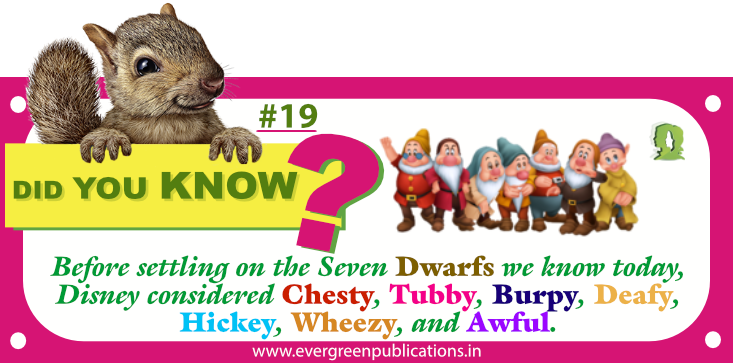 #19
DID YOU KNOW?
Before settling on the Seven Dwarfs we know today,
Disney considered Chesty, Tubby, Burpy, Deafy,
Hickey, Wheezy, and Awful.
www.evergreenpublications.in